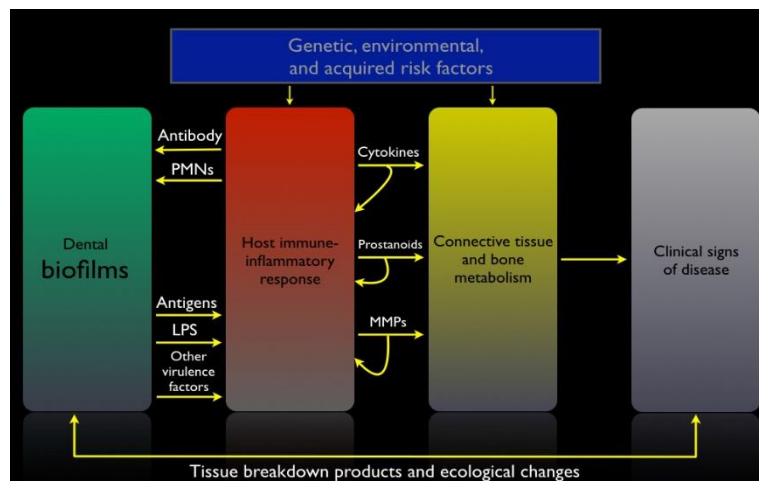 Genetic, environmental,
and acquired risk factors
Antibody
PMNs
Cytokines
Dental
biofilms
Host immune-
inflammatory
response
Prostanoids
Connective tissue
and bone
metabolism
Clinical signs
of disease
Antigens
LPS
Other
virulence
factors
MMPs
Tissue breakdown products and ecological changes